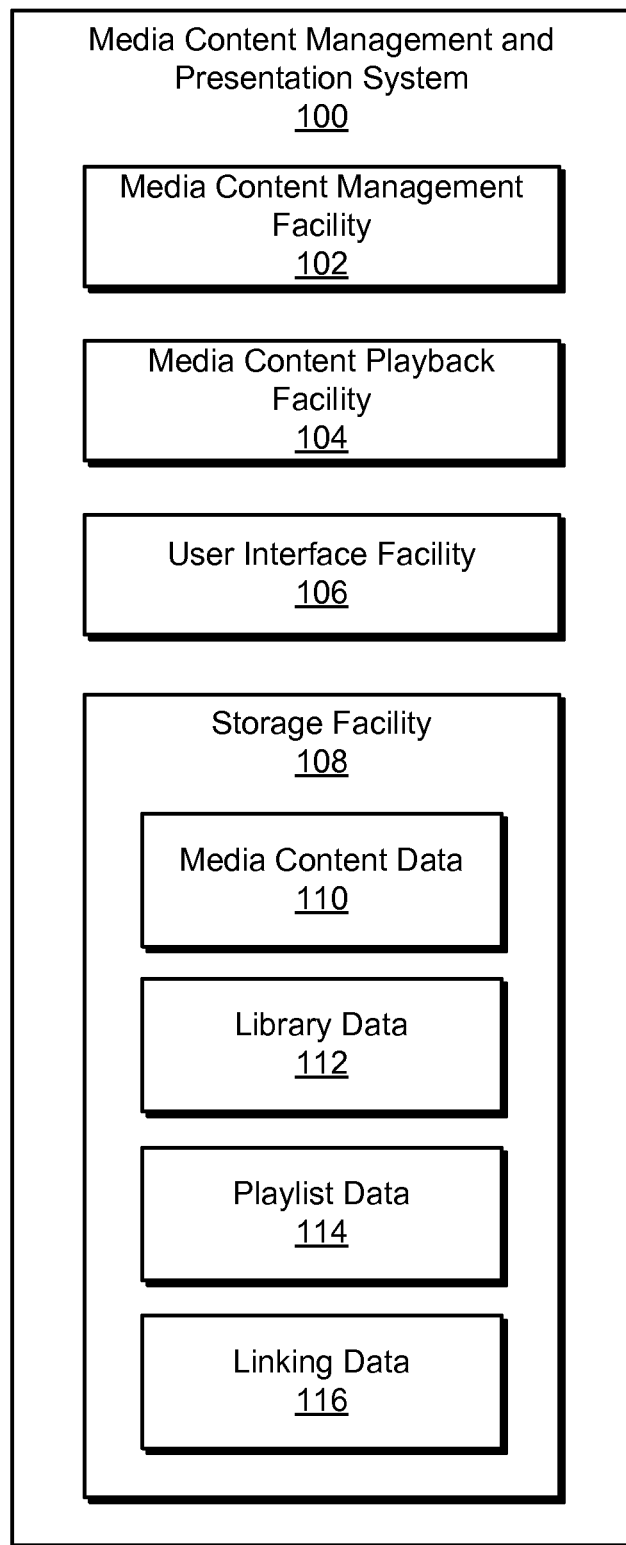 Media Content Management and
Presentation System
100
Media Content Management
Facility
102
Media Content Playback
Facility
104
User Interface Facility
106
Storage Facility
108
Media Content Data
110
Library Data
112
Playlist Data
114
Linking Data
116